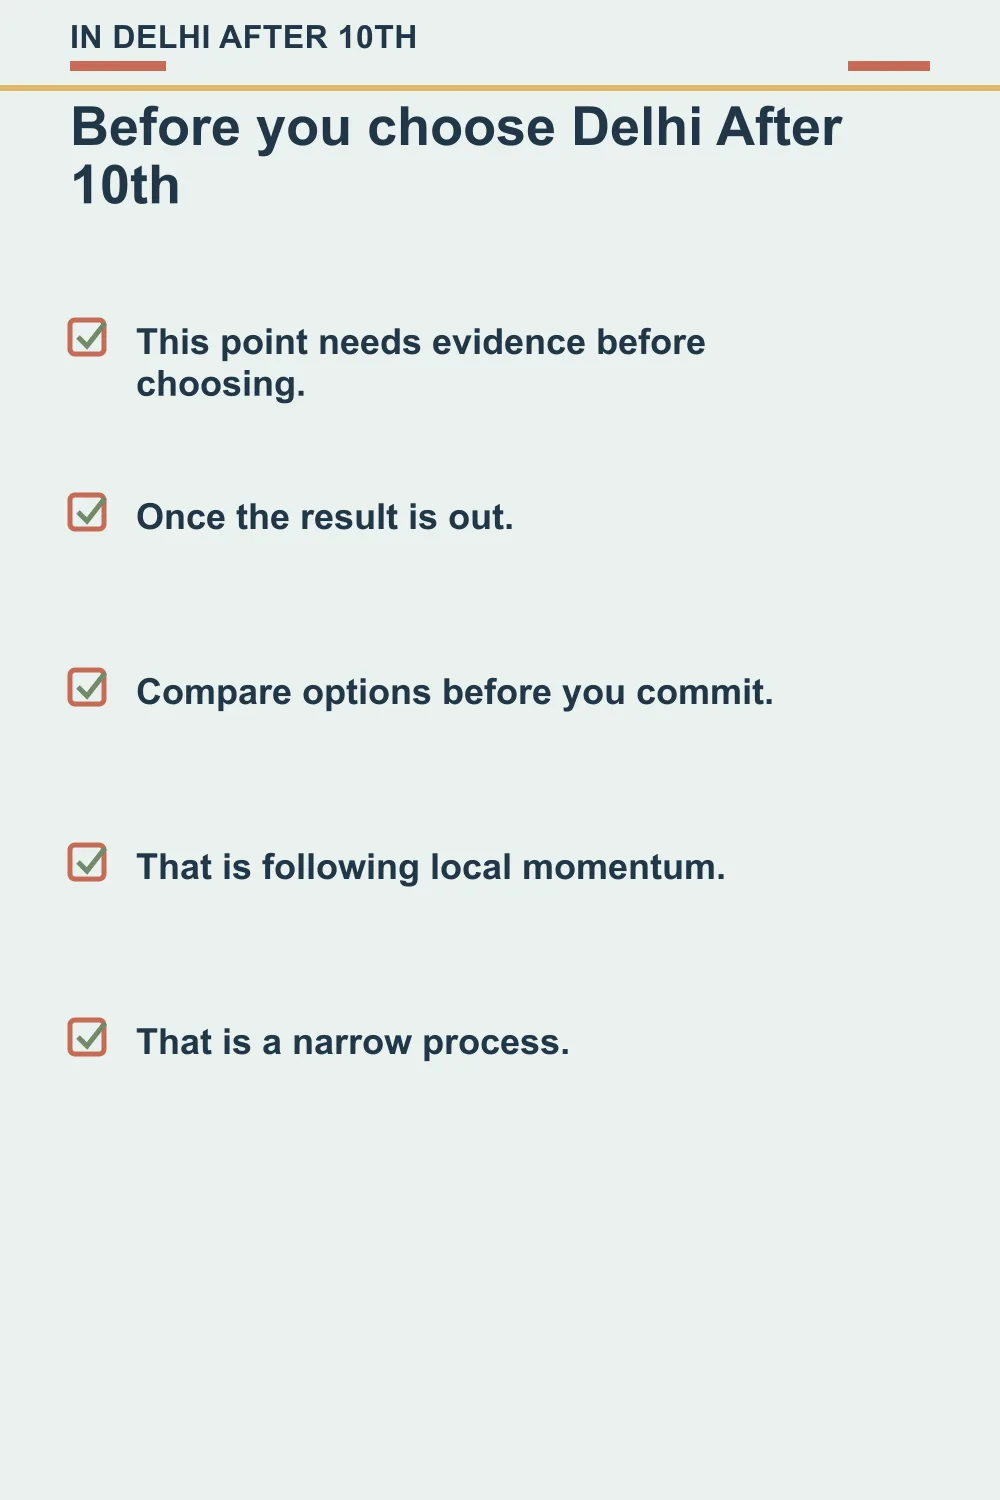 IN DELHI AFTER 10TH
Before you choose Delhi After
10th
This point needs evidence before
choosing.
Once the result is out.
Compare options before you commit.
That is following local momentum.
That is a narrow process.